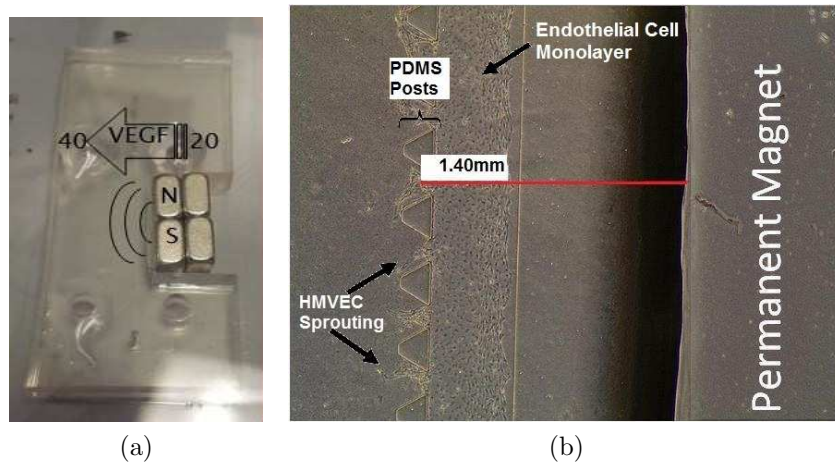 40
VEGF
20
N
S
Endothelial Cell
Monolayer
PDMS
Posts
1.40mm
HMVEC
Sprouting
Permanent Magnet
(a)
(b)